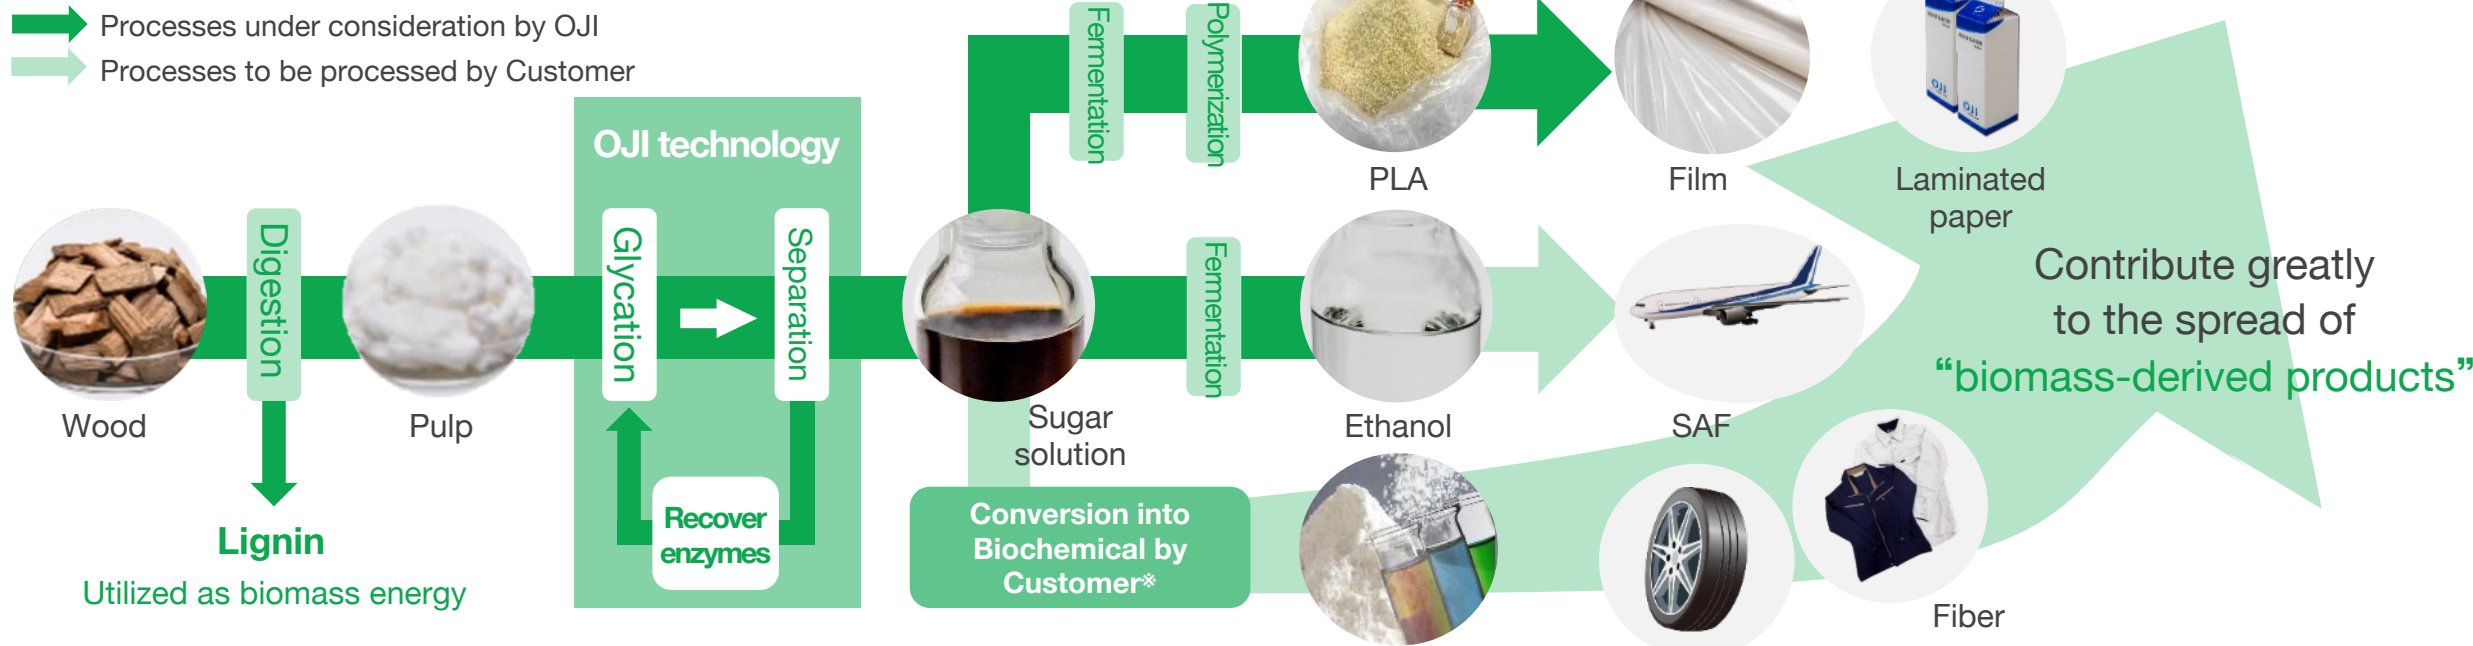 Processes under consideration by OJI
Processes to be processed by Customer
OJI technology
Wood
Digestion
Lignin
Utilized as biomass energy
Pulp
Glycation
Separation
Recover
enzymes
Sugar
solution
Fermentation
Polymerization
PLA
Film
Laminated
paper
OJI
OJI
Fermentation
Ethanol
SAF
Conversion into
Biochemical by
Customer※
Fiber
Contribute greatly
to the spread of
“biomass-derived products”